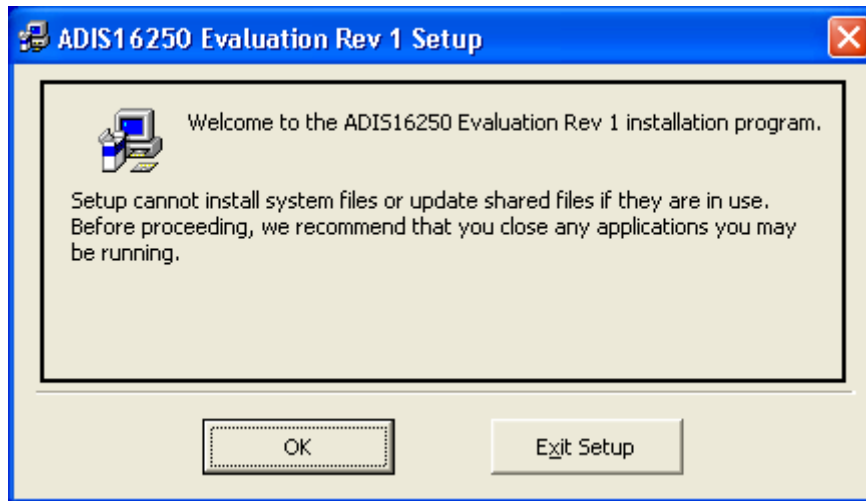 ADIS16250 Evaluation Rev 1 Setup
Welcome to the ADIS16250 Evaluation Rev 1 installation program.
Setup cannot install system files or update shared files if they are in use.
Before proceeding, we recommend that you close any applications you may
be running.
OK
Exit Setup